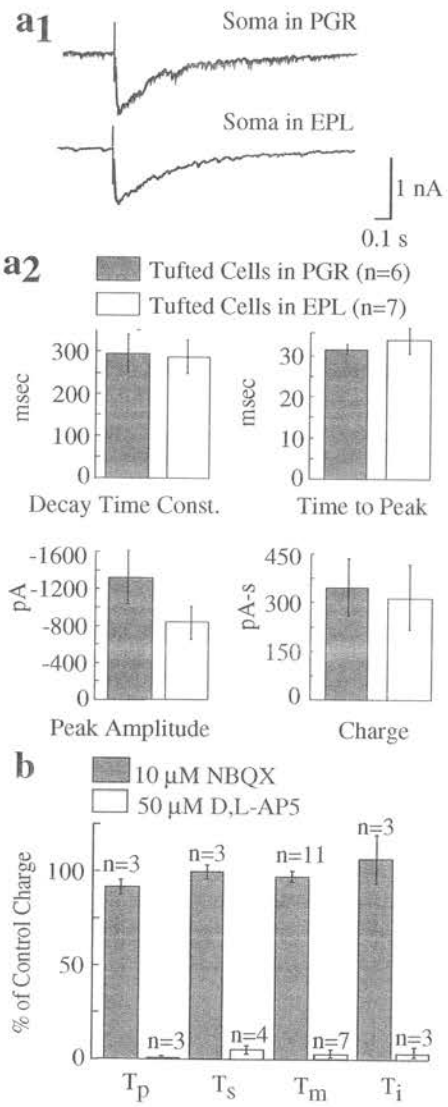 a1
Soma in PGR
Soma in EPL
1 nA
0.1 s
a2
Tufted Cells in PGR (n=6)
Tufted Cells in EPL (n=7)
msec
300
200
100
0
Decay Time Const.
msec
30
20
10
0
Time to Peak
pA
-1600
-1200
-800
-400
0
Peak Amplitude
pA-s
450
300
150
0
Charge
b
10 µM NBQX
50 µM D,L-AP5
% of Control Charge
100
50
0
n=3
n=3
n=11
n=3
n=3
n=4
n=7
n=3
Tp
Ts
Tm
Ti